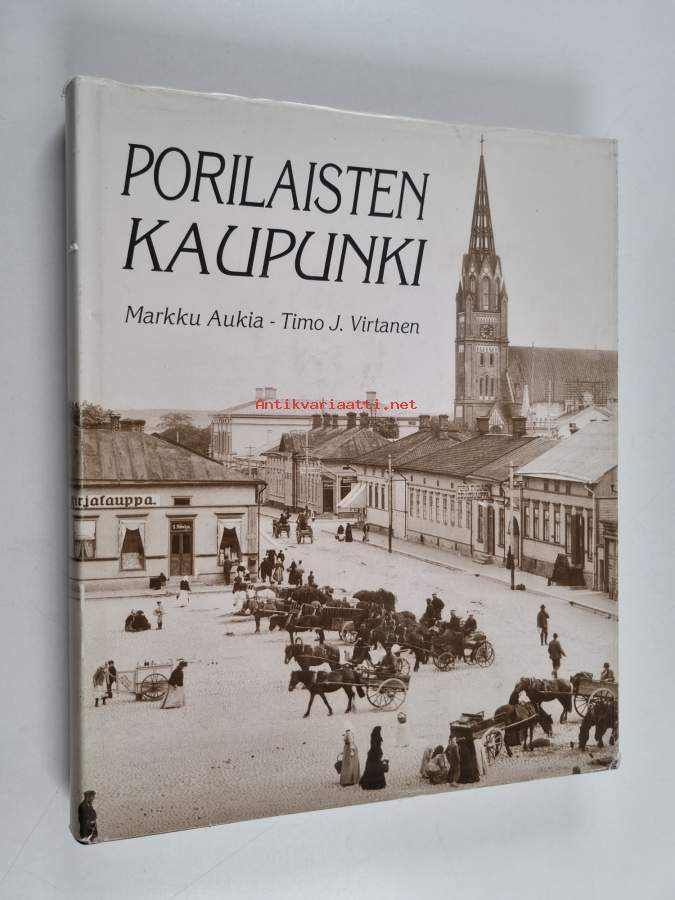 PORILAISTEN
KAUPUNKI
Markku Aukia - Timo J. Virtanen
Antikvariaatti.net
rjakauppa.